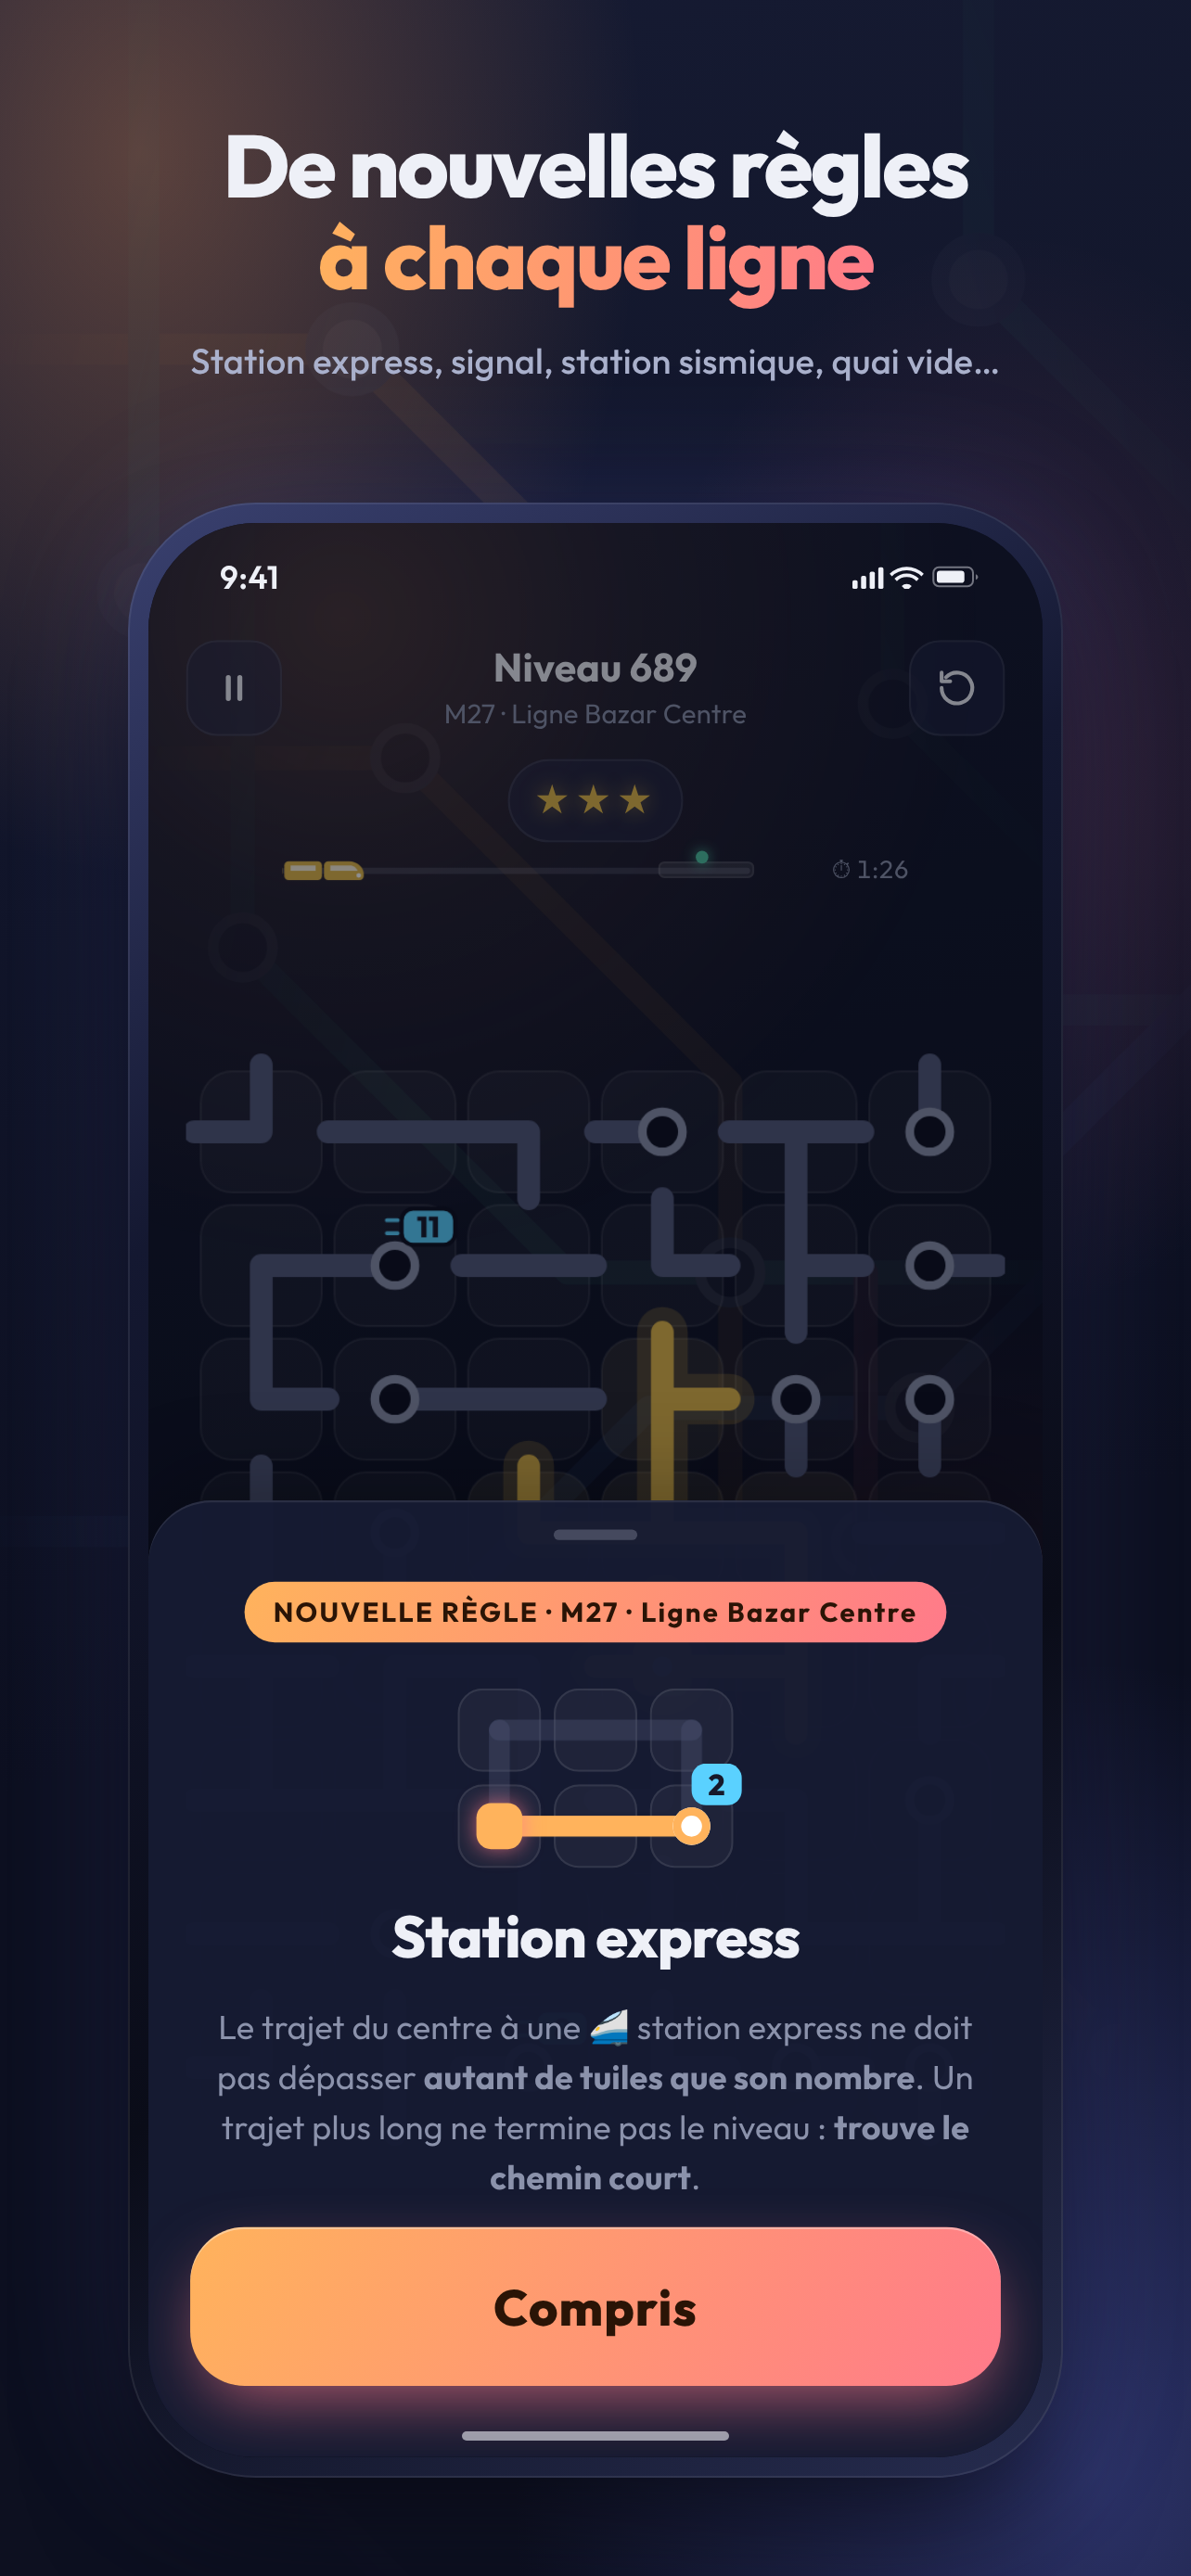 De nouvelles règles
à chaque ligne
Station express, signal, station sismique, quai vide...
9:41
Niveau 689
M27 · Ligne Bazar Centre
★ ★ ★
⏱ 1:26
11
NOUVELLE RÈGLE · M27 · Ligne Bazar Centre
2
Station express
Le trajet du centre à une 🚄 station express ne doit
pas dépasser autant de tuiles que son nombre. Un
trajet plus long ne termine pas le niveau : trouve le
chemin court.
Compris